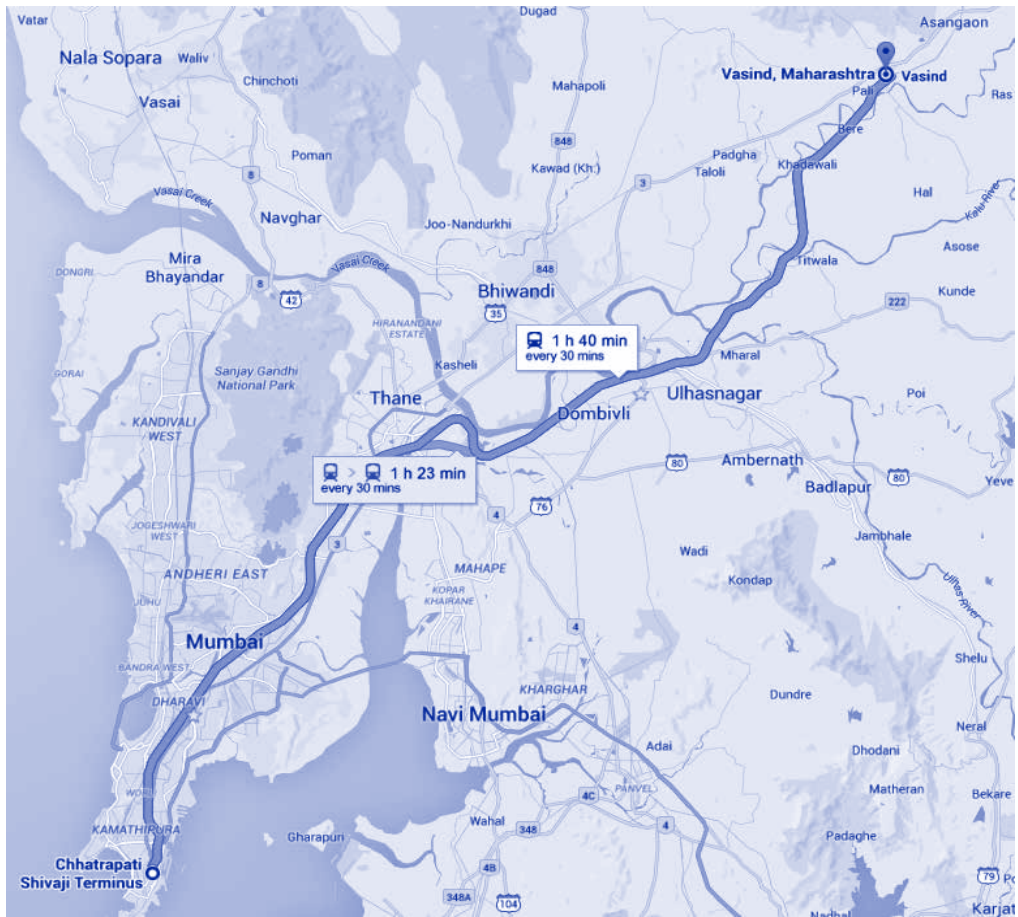 Vatar
Dugad
Asangaon
Nala Sopara
Waliv
Chinchoti
Mahapoli
Vasind, Maharashtra
Vasind
Pali
Ras
Vasai
848
Bere
Poman
Kawad (Kh.)
Padgha
Taloli
Khadawali
8
3
Vasai Creek
Navghar
Joo-Nandurkhi
Hal
Kalu River
Asose
Mira
Bhayandar
DONGRI
Vasai Creek
848
Titwala
8
42
Bhiwandi
35
222
Kunde
HIRANANDANI
ESTATE
1 h 40 min
every 30 mins
Kasheli
Mharal
GORAI
Sanjay Gandhi
National Park
Thane
Ulhasnagar
Poi
Dombivli
KANDIVALI
WEST
1 h 23 min
every 30 mins
80
Ambernath
80
Yeve
Badlapur
76
4
JOGESHWARI
WEST
3
Jambhale
Wadi
ANDHERI EAST
MAHAPE
Kondap
KOPAR
KHAIRANE
Ulhas River
JUHU
4
Mumbai
Shelu
BANDRA WEST
KHARGHAR
Dundre
DHARAVI
Navi Mumbai
Neral
Adai
Dhodani
Matheran
PANVEL
Bekare
WORLI
4C
KAMATHIPURA
Gharapuri
Wahal
348
4
Padaghe
Chhatrapati
Shivaji Terminus
4B
79
348A
104
Nadhal
Karjat